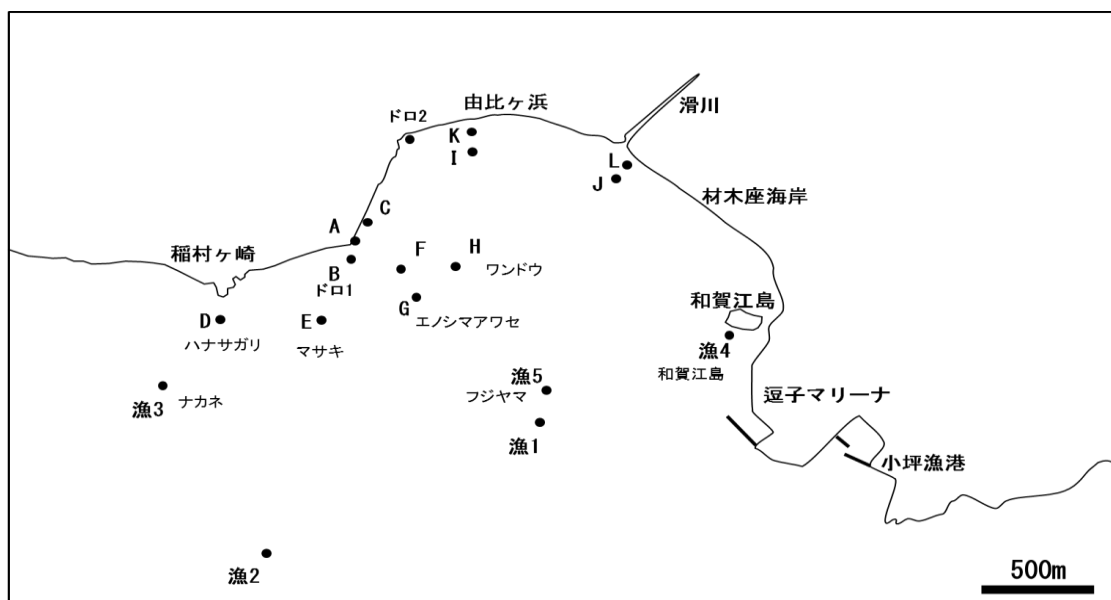 由比ヶ浜
滑川
ドロ2
K
I
L
J
材木座海岸
C
A
稲村ヶ崎
B
ドロ1
F
H
ワンドウ
G
エノシマアワセ
D
ハナサガリ
E
マサキ
和賀江島
漁4
和賀江島
漁3
ナカネ
漁5
フジヤマ
漁1
逗子マリーナ
小坪漁港
漁2
500m